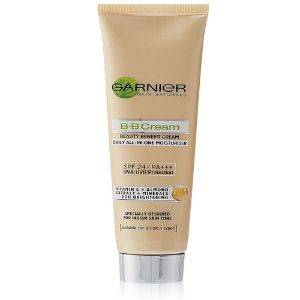 GARNIER
SKIN NATURALS
B·B Cream
BEAUTY BENEFIT CREAM
DAILY ALL-IN-ONE MOISTURISER
SPF 24 / PA+++
UVA/UVB Protection
VITAMIN C + ALMOND
EXTRACT + MINERALS
FOR BRIGHTENING
SPECIALLY DESIGNED
FOR INDIAN SKIN TONE
suitable for all skin types